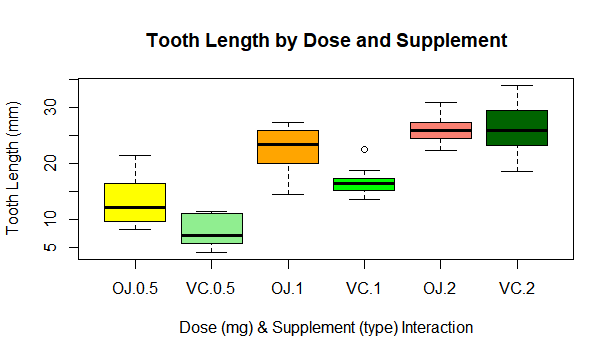 Tooth Length by Dose and Supplement
Tooth Length (mm)
30
20
10
5
OJ.0.5 VC.0.5 OJ.1 VC.1 OJ.2 VC.2
Dose (mg) & Supplement (type) Interaction